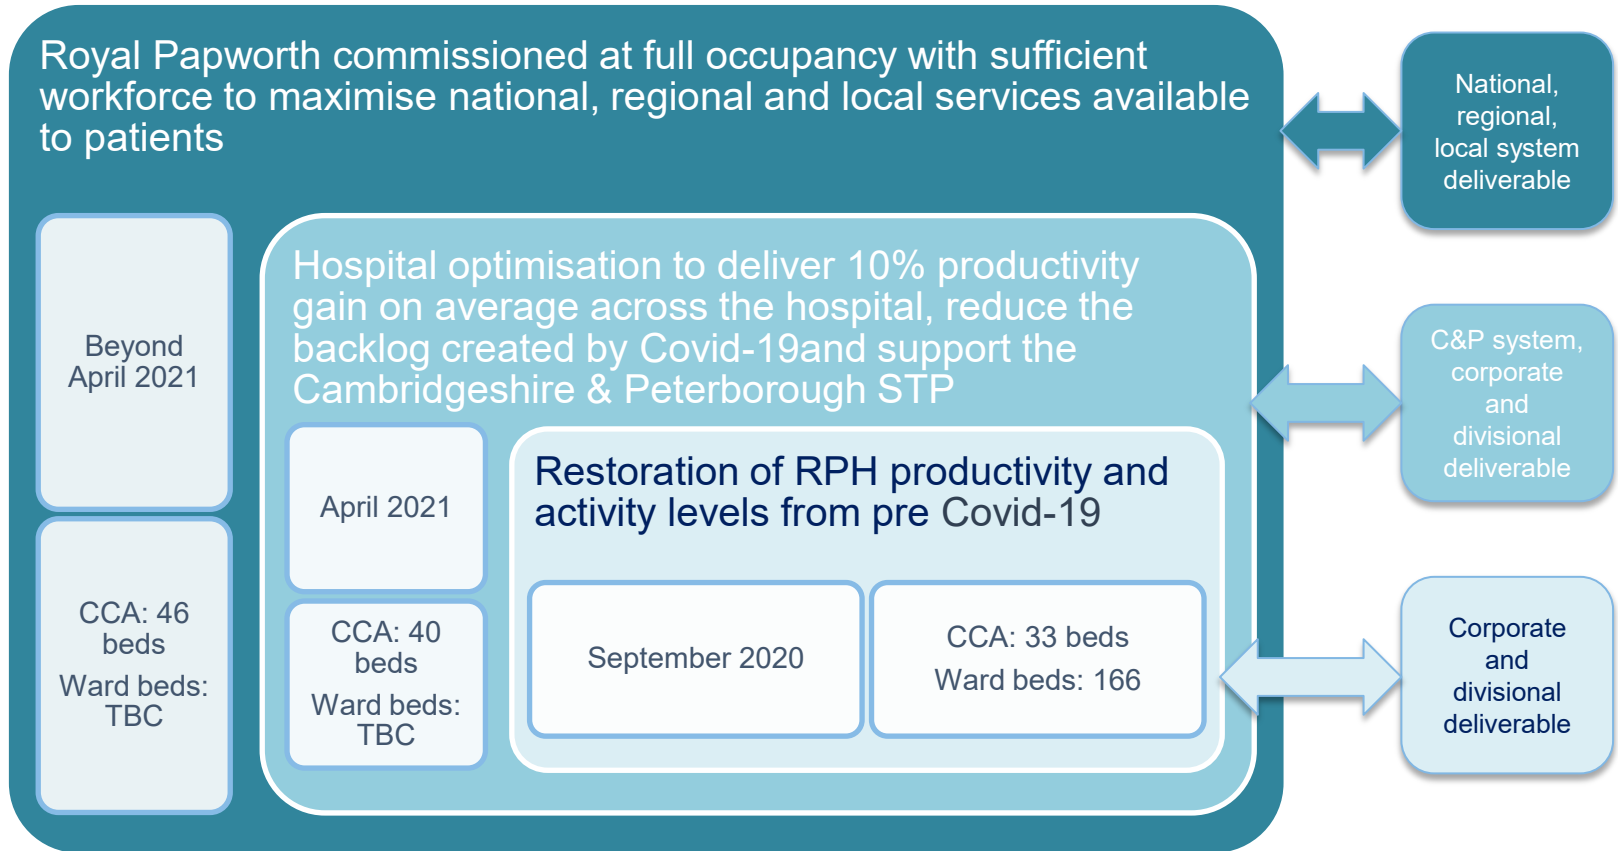 Royal Papworth commissioned at full occupancy with sufficient
workforce to maximise national, regional and local services available
to patients
National,
regional,
local system
deliverable
Beyond
April 2021
CCA: 46
beds
Ward beds:
TBC
Hospital optimisation to deliver 10% productivity
gain on average across the hospital, reduce the
backlog created by Covid-19and support the
Cambridgeshire & Peterborough STP
C&P system,
corporate
and
divisional
deliverable
April 2021
CCA: 40
beds
Ward beds:
TBC
Restoration of RPH productivity and
activity levels from pre Covid-19
September 2020
CCA: 33 beds
Ward beds: 166
Corporate
and
divisional
deliverable